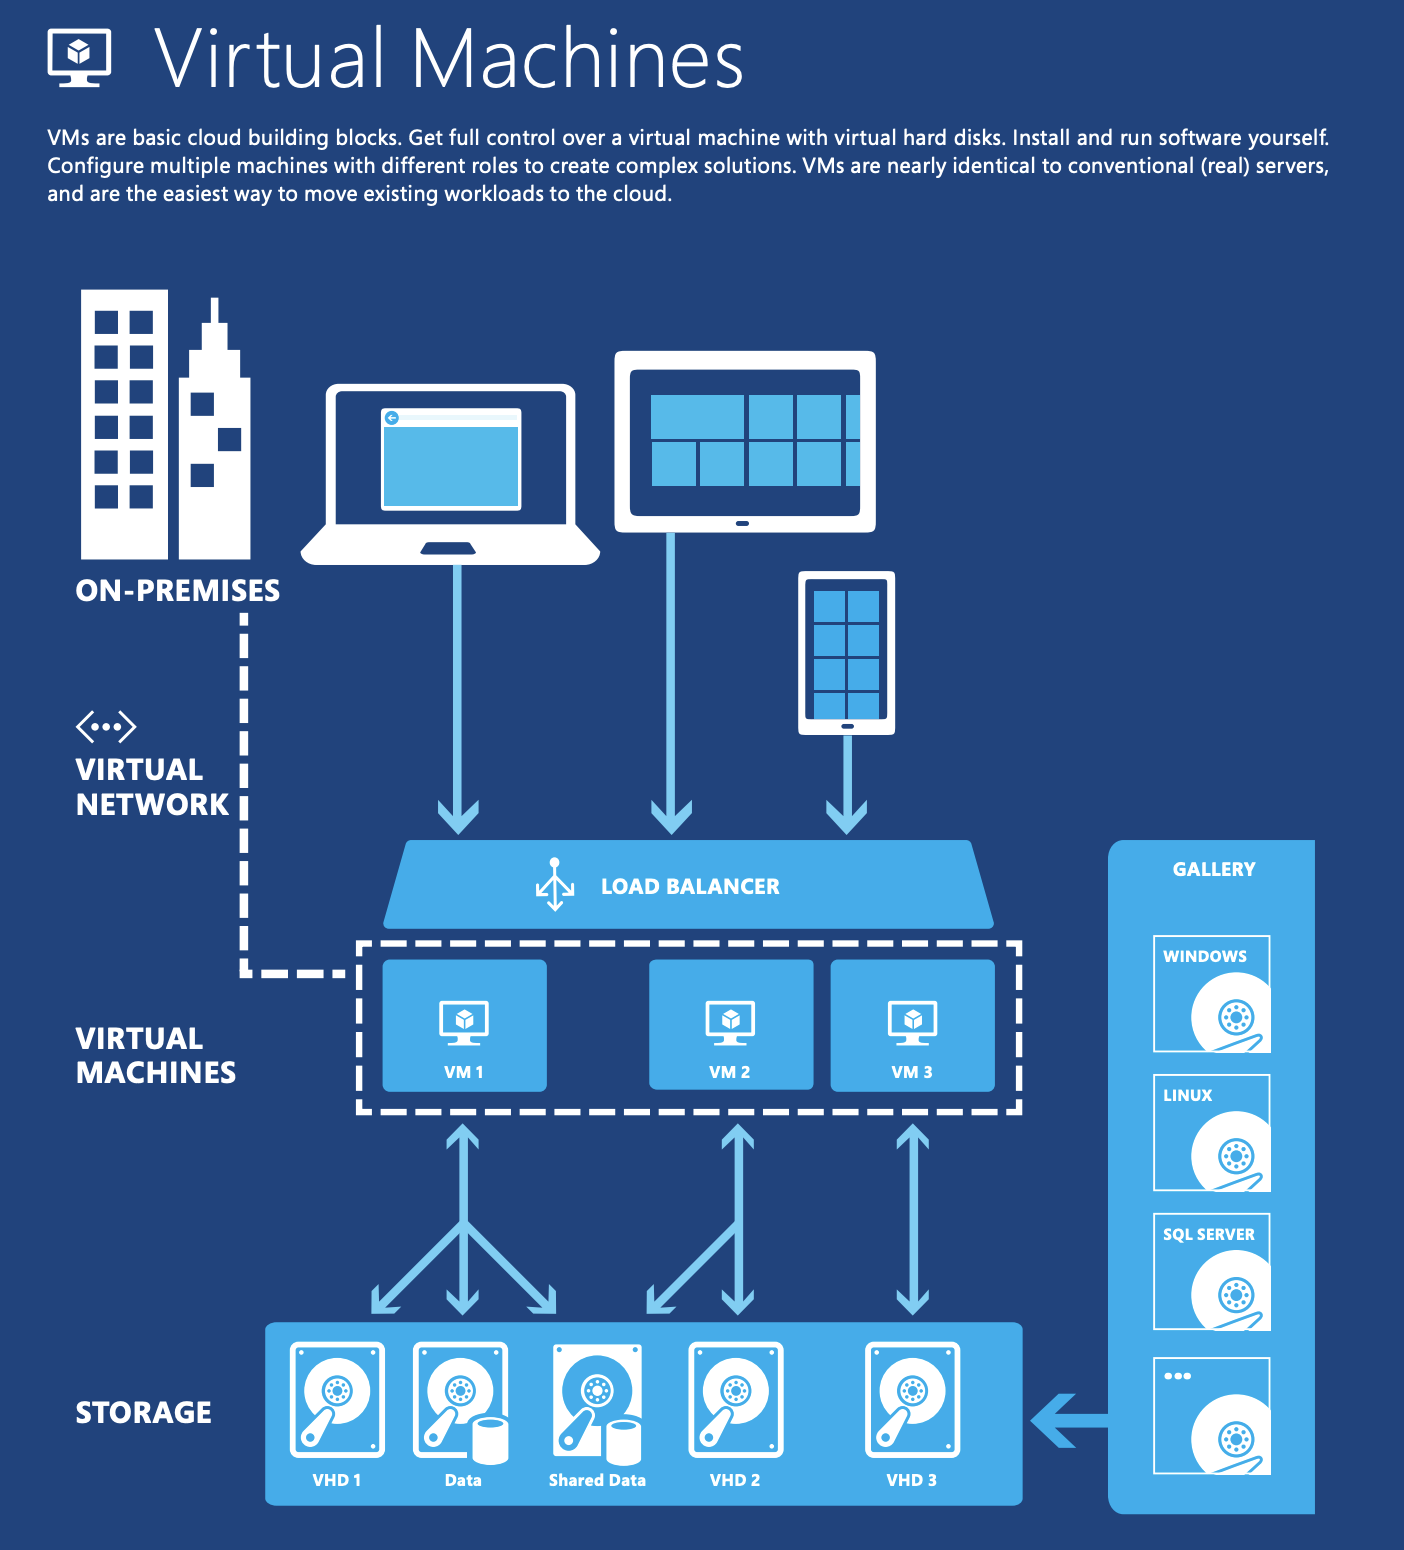 Virtual Machines
VMs are basic cloud building blocks. Get full control over a virtual machine with virtual hard disks. Install and run software yourself.
Configure multiple machines with different roles to create complex solutions. VMs are nearly identical to conventional (real) servers,
and are the easiest way to move existing workloads to the cloud.
ON-PREMISES
VIRTUAL
NETWORK
LOAD BALANCER
VIRTUAL
MACHINES
VM 1
VM 2
VM 3
STORAGE
VHD 1
Data
Shared Data
VHD 2
VHD 3
GALLERY
WINDOWS
LINUX
SQL SERVER